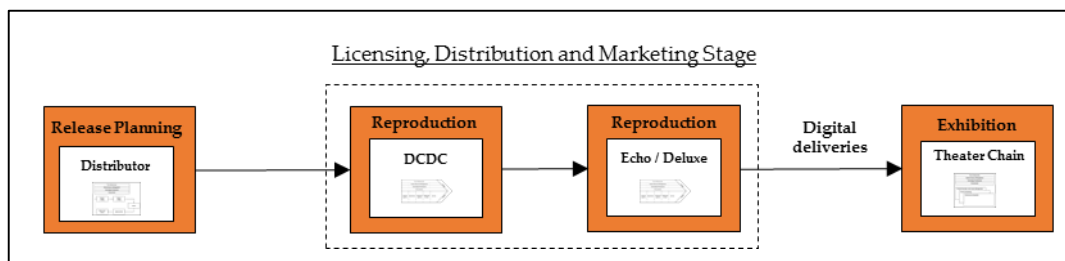 Licensing, Distribution and Marketing Stage
Release Planning
Distributor
Reproduction
DCDC
Reproduction
Echo / Deluxe
Digital
deliveries
Exhibition
Theater Chain